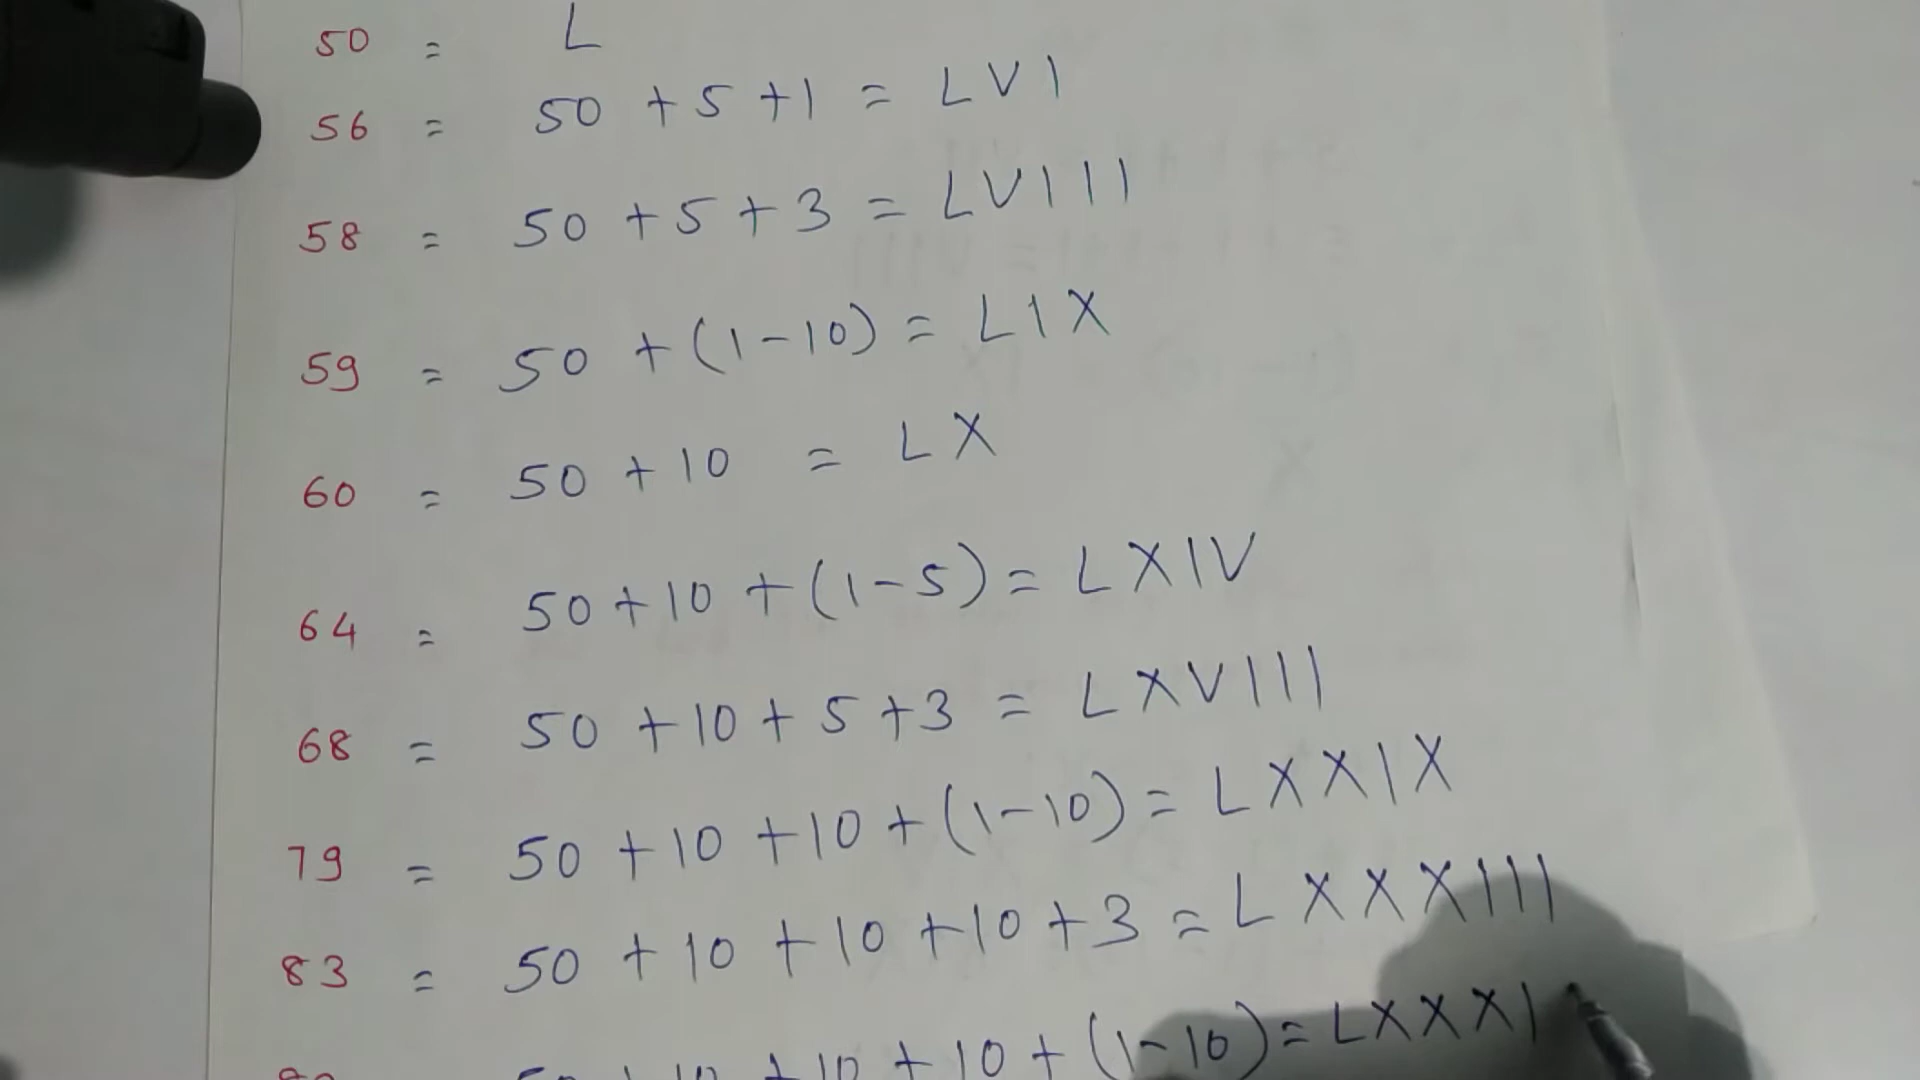 50 = L
56 = 50 + 5 + 1 = LVI
58 = 50 + 5 + 3 = LVIII
59 = 50 + (1-10) = LIX
60 = 50 + 10 = LX
64 = 50 + 10 + (1-5) = LXIV
68 = 50 + 10 + 5 + 3 = LXVIII
79 = 50 + 10 + 10 + (1-10) = LXXIX
83 = 50 + 10 + 10 + 10 + 3 = LXXXIII
50 + 10 + 10 + 10 + (1-10) = LXXXI